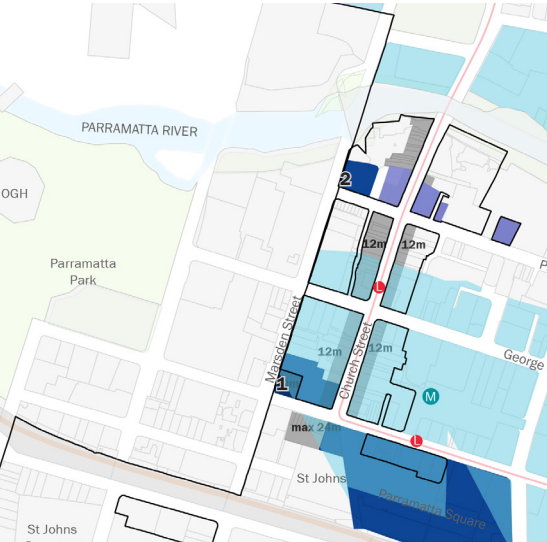 PARRAMATTA RIVER
2
OGH
12m
12m
Parramatta
Park
P
Marsden Street
L
12m
12m
Church Street
George
1
M
max 24m
L
St Johns
Parramatta Square
St Johns